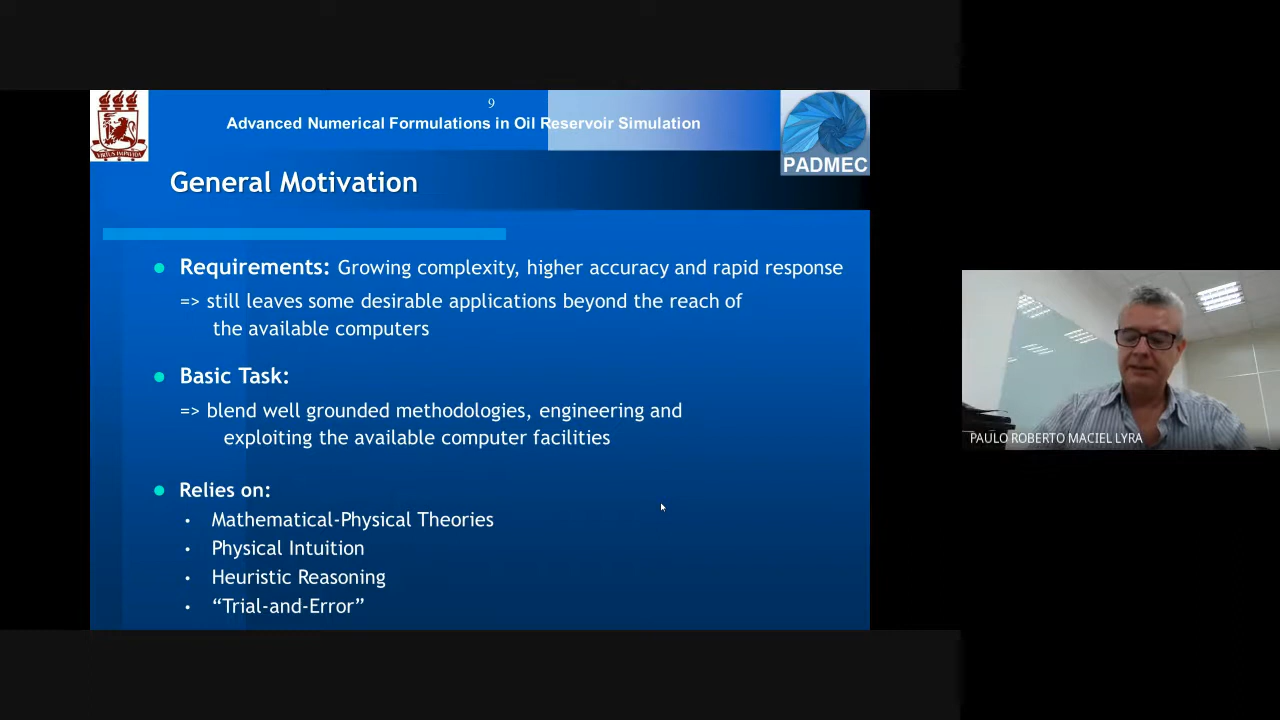 9
Advanced Numerical Formulations in Oil Reservoir Simulation
PADMEC
VIRTUS IMPAVIDA
General Motivation
Requirements: Growing complexity, higher accuracy and rapid response
=> still leaves some desirable applications beyond the reach of
the available computers
Basic Task:
=> blend well grounded methodologies, engineering and
exploiting the available computer facilities
Relies on:
• Mathematical-Physical Theories
• Physical Intuition
• Heuristic Reasoning
• “Trial-and-Error”
PAULO ROBERTO MACIEL LYRA